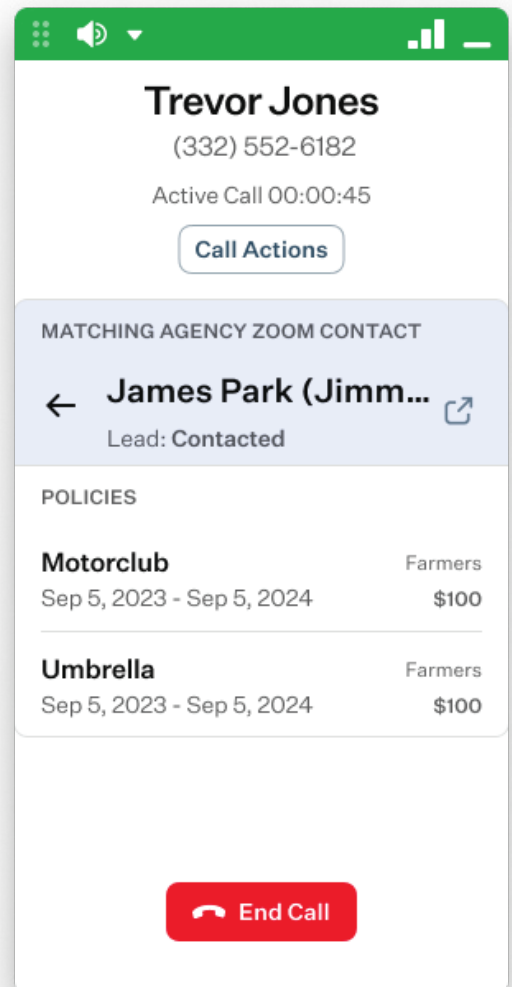 Trevor Jones
(332) 552-6182
Active Call 00:00:45
Call Actions
MATCHING AGENCY ZOOM CONTACT
James Park (Jimm...
Lead: Contacted
POLICIES
Motorclub Farmers
Sep 5, 2023 - Sep 5, 2024 $100
Umbrella Farmers
Sep 5, 2023 - Sep 5, 2024 $100
End Call